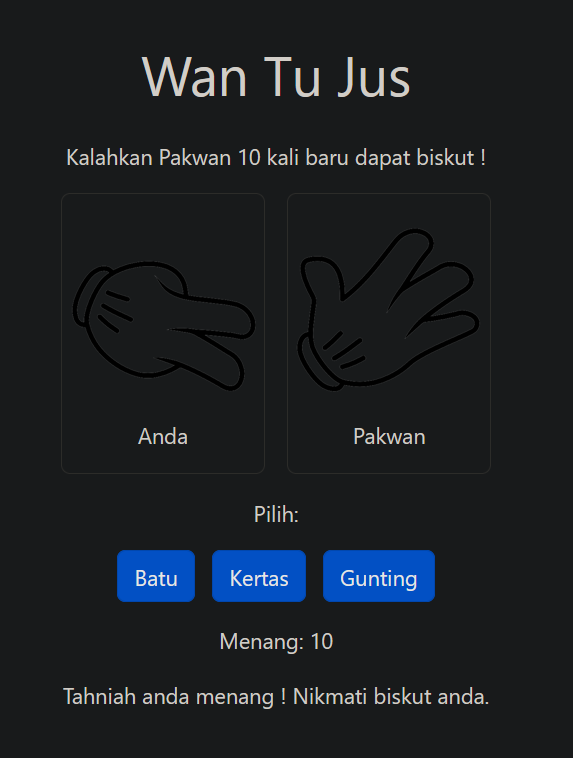 Wan Tu Jus
Kalahkan Pakwan 10 kali baru dapat biskut !
Anda
Pakwan
Pilih:
Batu
Kertas
Gunting
Menang: 10
Tahniah anda menang ! Nikmati biskut anda.